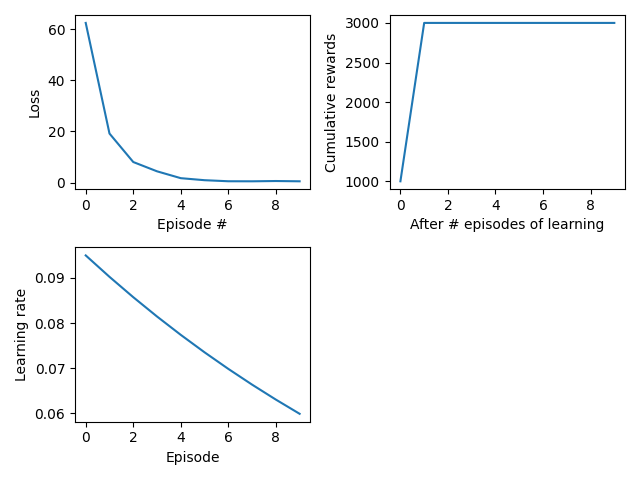 60
40
20
0
Loss
0 2 4 6 8
Episode #
3000
2500
2000
1500
1000
Cumulative rewards
0 2 4 6 8
After # episodes of learning
0.09
0.08
0.07
0.06
Learning rate
0 2 4 6 8
Episode